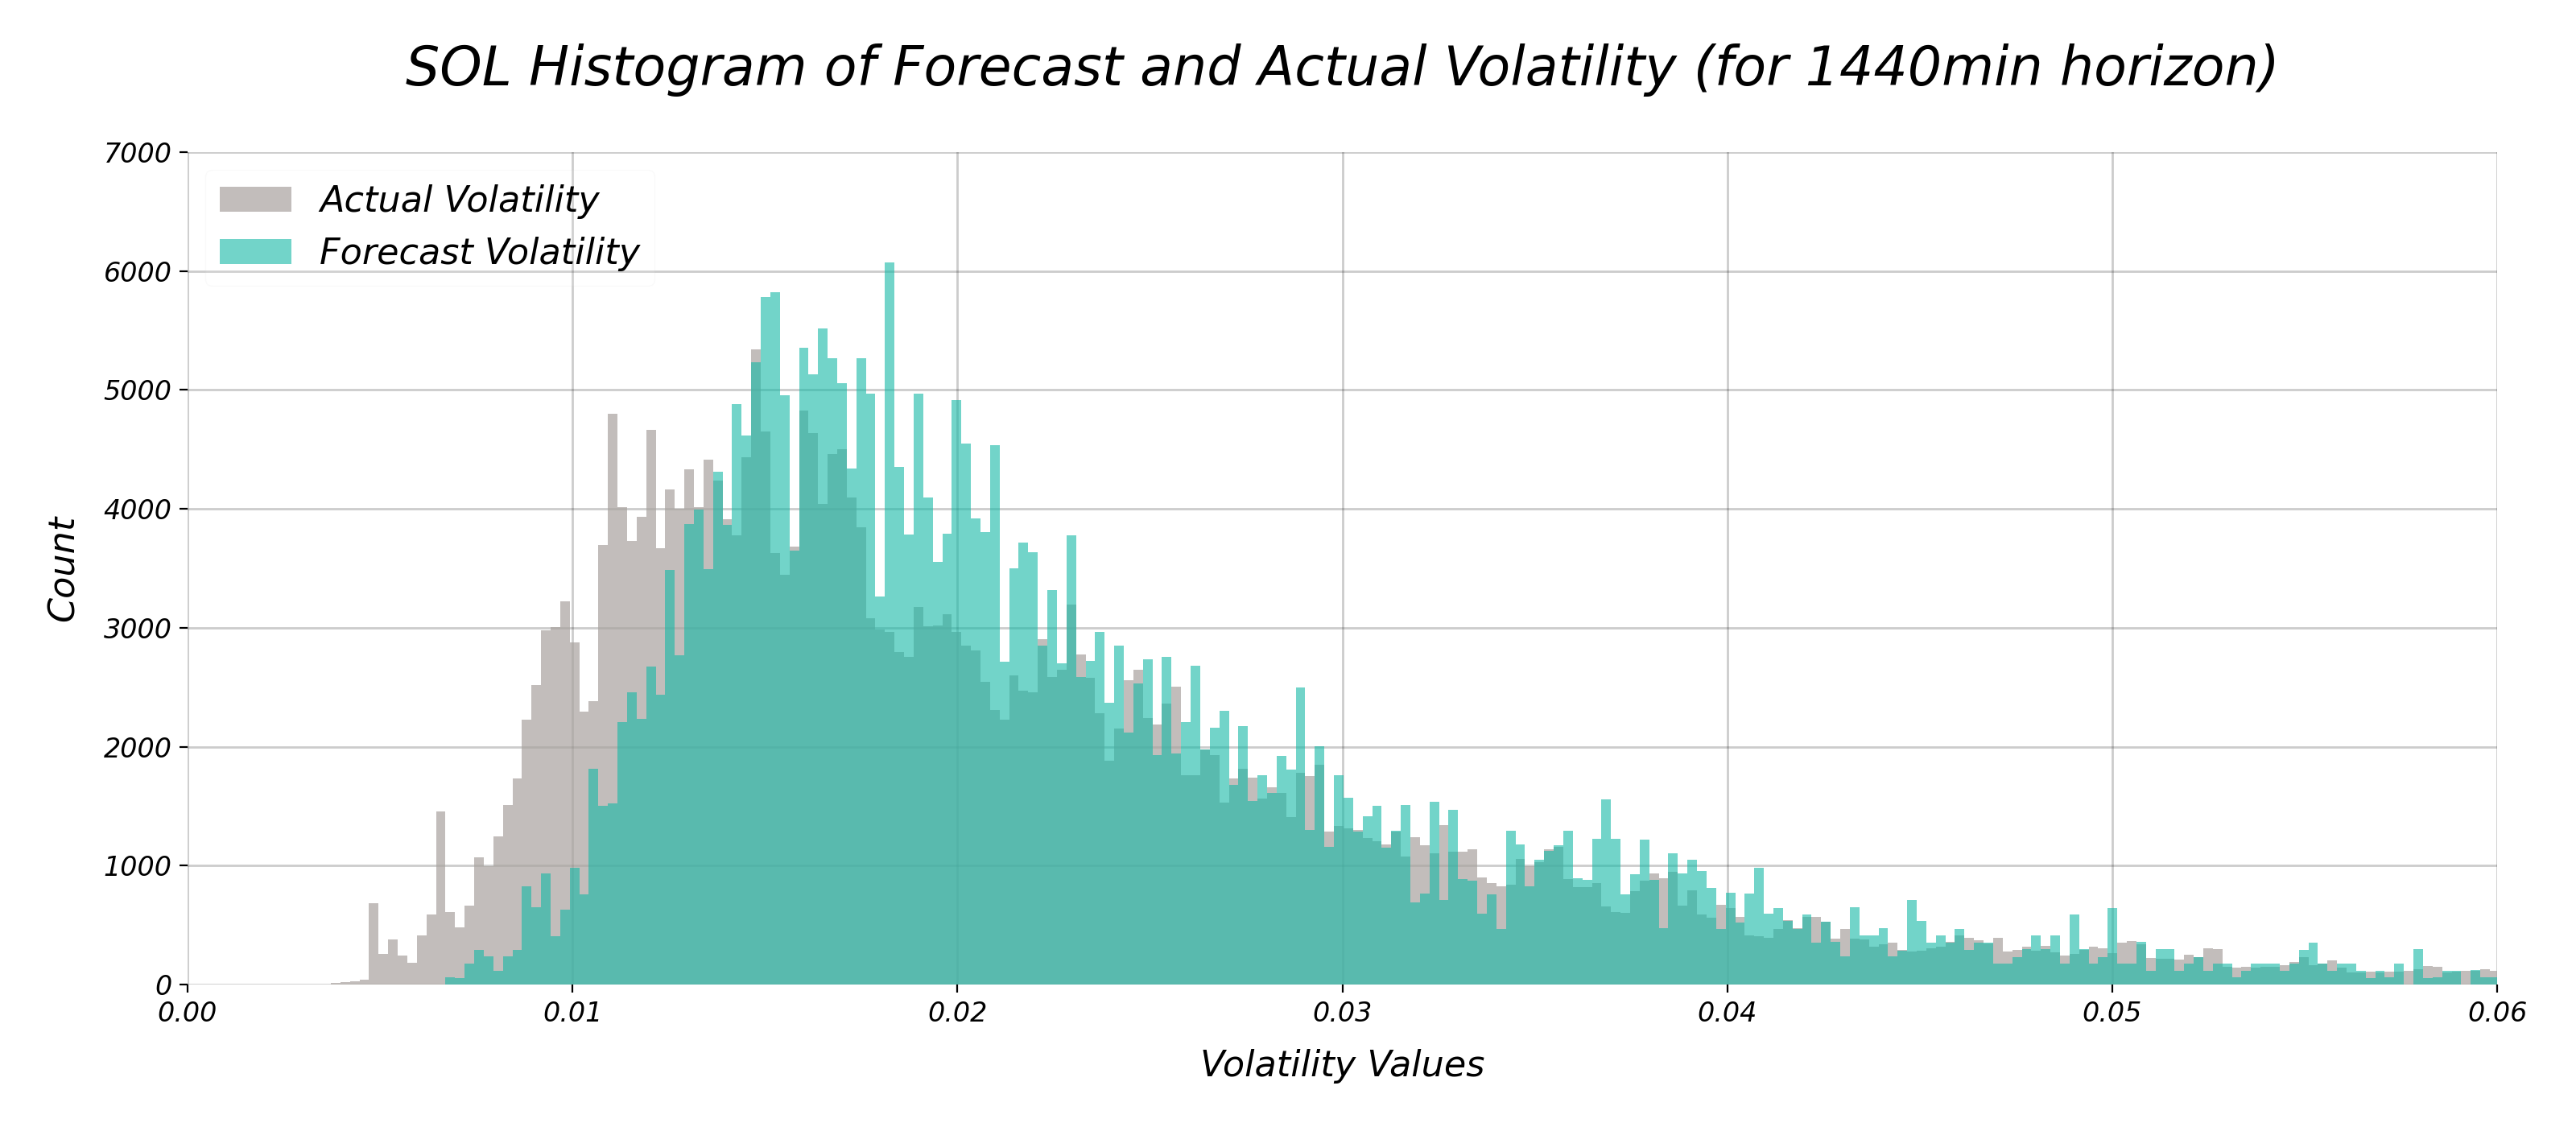 SOL Histogram of Forecast and Actual Volatility (for 1440min horizon)
7000
Actual Volatility
Forecast Volatility
6000
5000
4000
Count
3000
2000
1000
0
0.00 0.01 0.02 0.03 0.04 0.05 0.06
Volatility Values